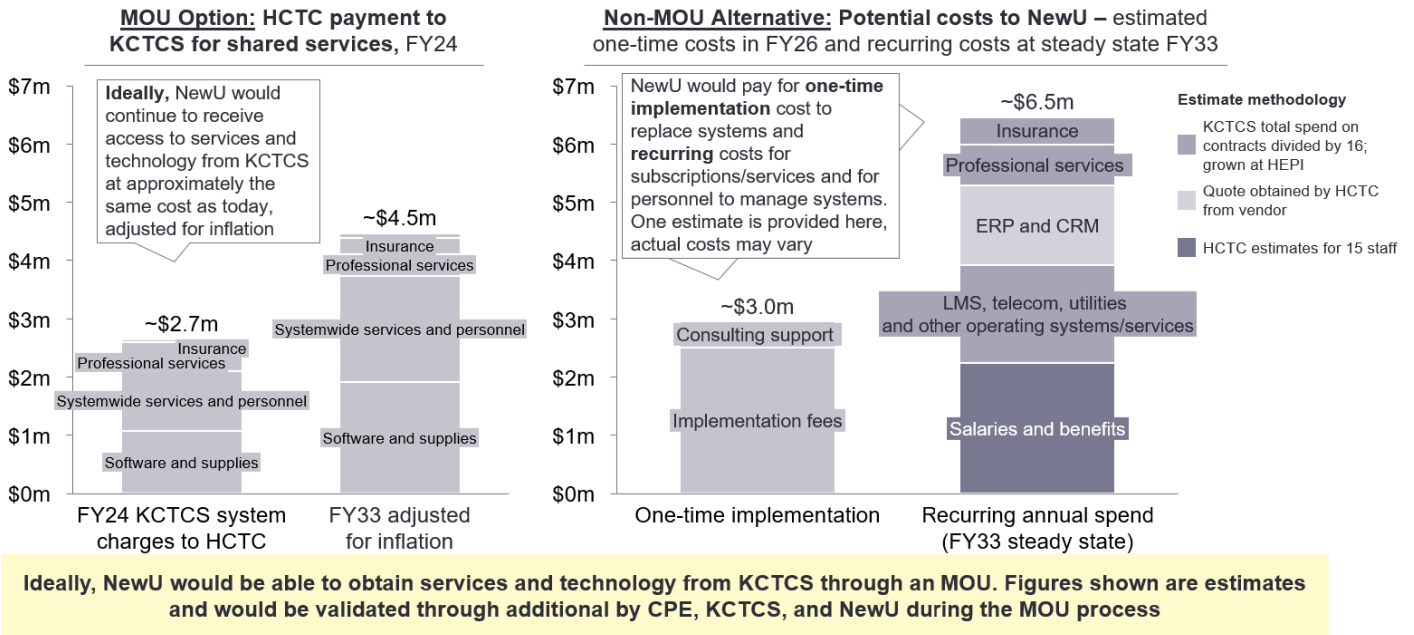 MOU Option: HCTC payment to
KCTCS for shared services, FY24
$7m
$6m
$5m
$4m
$3m
$2m
$1m
$0m
Ideally, NewU would
continue to receive
access to services and
technology from KCTCS
at approximately the
same cost as today,
adjusted for inflation
~$2.7m
Insurance
Professional services
Systemwide services and personnel
Software and supplies
~$4.5m
Insurance
Professional services
Systemwide services and personnel
Software and supplies
FY24 KCTCS system
charges to HCTC
FY33 adjusted
for inflation
Non-MOU Alternative: Potential costs to NewU – estimated
one-time costs in FY26 and recurring costs at steady state FY33
$7m
$6m
$5m
$4m
$3m
$2m
$1m
$0m
NewU would pay for one-time
implementation cost to
replace systems and
recurring costs for
subscriptions/services and for
personnel to manage systems.
One estimate is provided here,
actual costs may vary
~$3.0m
Consulting support
Implementation fees
~$6.5m
Insurance
Professional services
ERP and CRM
LMS, telecom, utilities
and other operating systems/services
Salaries and benefits
One-time implementation
Recurring annual spend
(FY33 steady state)
Estimate methodology
KCTCS total spend on
contracts divided by 16;
grown at HEPI
Quote obtained by HCTC
from vendor
HCTC estimates for 15 staff
Ideally, NewU would be able to obtain services and technology from KCTCS through an MOU. Figures shown are estimates
and would be validated through additional by CPE, KCTCS, and NewU during the MOU process